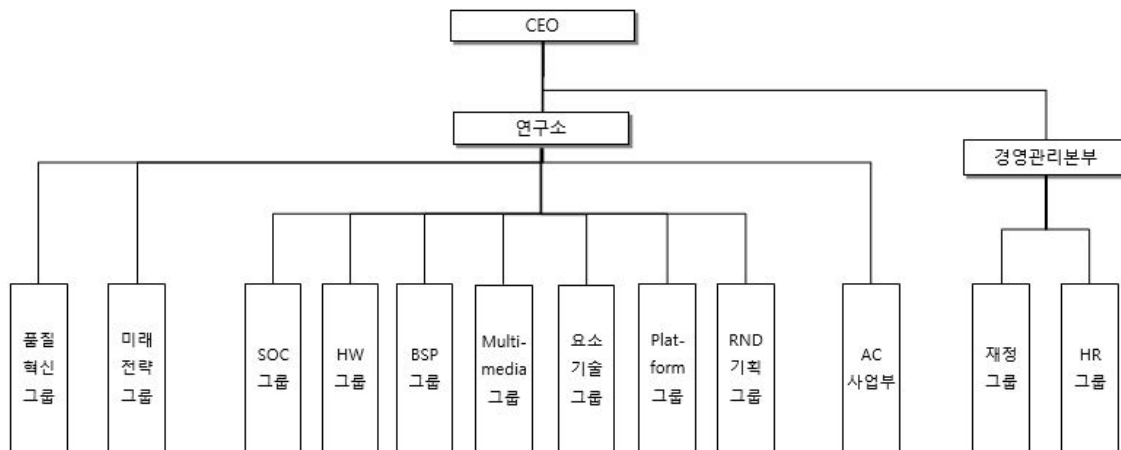 CEO
연구소
경영관리본부
품질
혁신
그룹
미래
전략
그룹
SOC
그룹
HW
그룹
BSP
그룹
Multi-
media
그룹
요소
기술
그룹
Plat-
form
그룹
RND
기획
그룹
AC
사업부
재정
그룹
HR
그룹